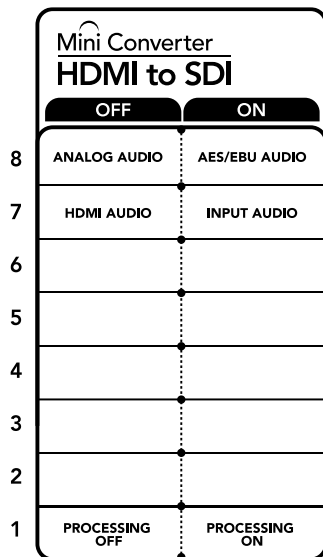 Mini Converter
HDMI to SDI
OFF ON
8 ANALOG AUDIO AES/EBU AUDIO
7 HDMI AUDIO INPUT AUDIO
6
5
4
3
2
1 PROCESSING OFF PROCESSING ON